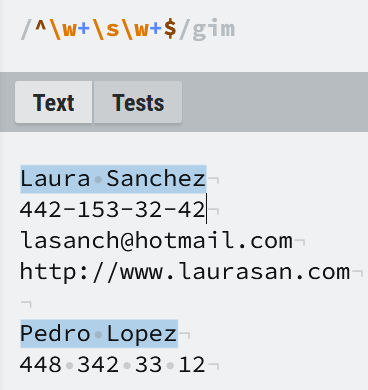 /^\w+\s\w+$/gim
Text Tests
Laura Sanchez
442-153-32-42
lasanch@hotmail.com
http://www.laurasan.com
Pedro Lopez
448 342 33 12